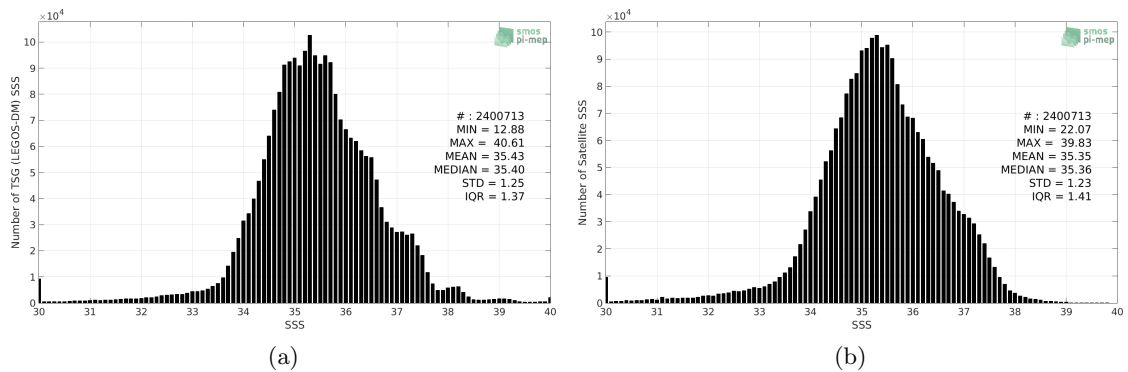 ×10⁴
10
9
8
7
6
5
4
3
2
1
0
Number of TSG (LEGOS-DM) SSS
smos
pi-mep
# : 2400713
MIN = 12.88
MAX = 40.61
MEAN = 35.43
MEDIAN = 35.40
STD = 1.25
IQR = 1.37
30 31 32 33 34 35 36 37 38 39 40
SSS
(a)
×10⁴
10
9
8
7
6
5
4
3
2
1
0
Number of Satellite SSS
smos
pi-mep
# : 2400713
MIN = 22.07
MAX = 39.83
MEAN = 35.35
MEDIAN = 35.36
STD = 1.23
IQR = 1.41
30 31 32 33 34 35 36 37 38 39 40
SSS
(b)